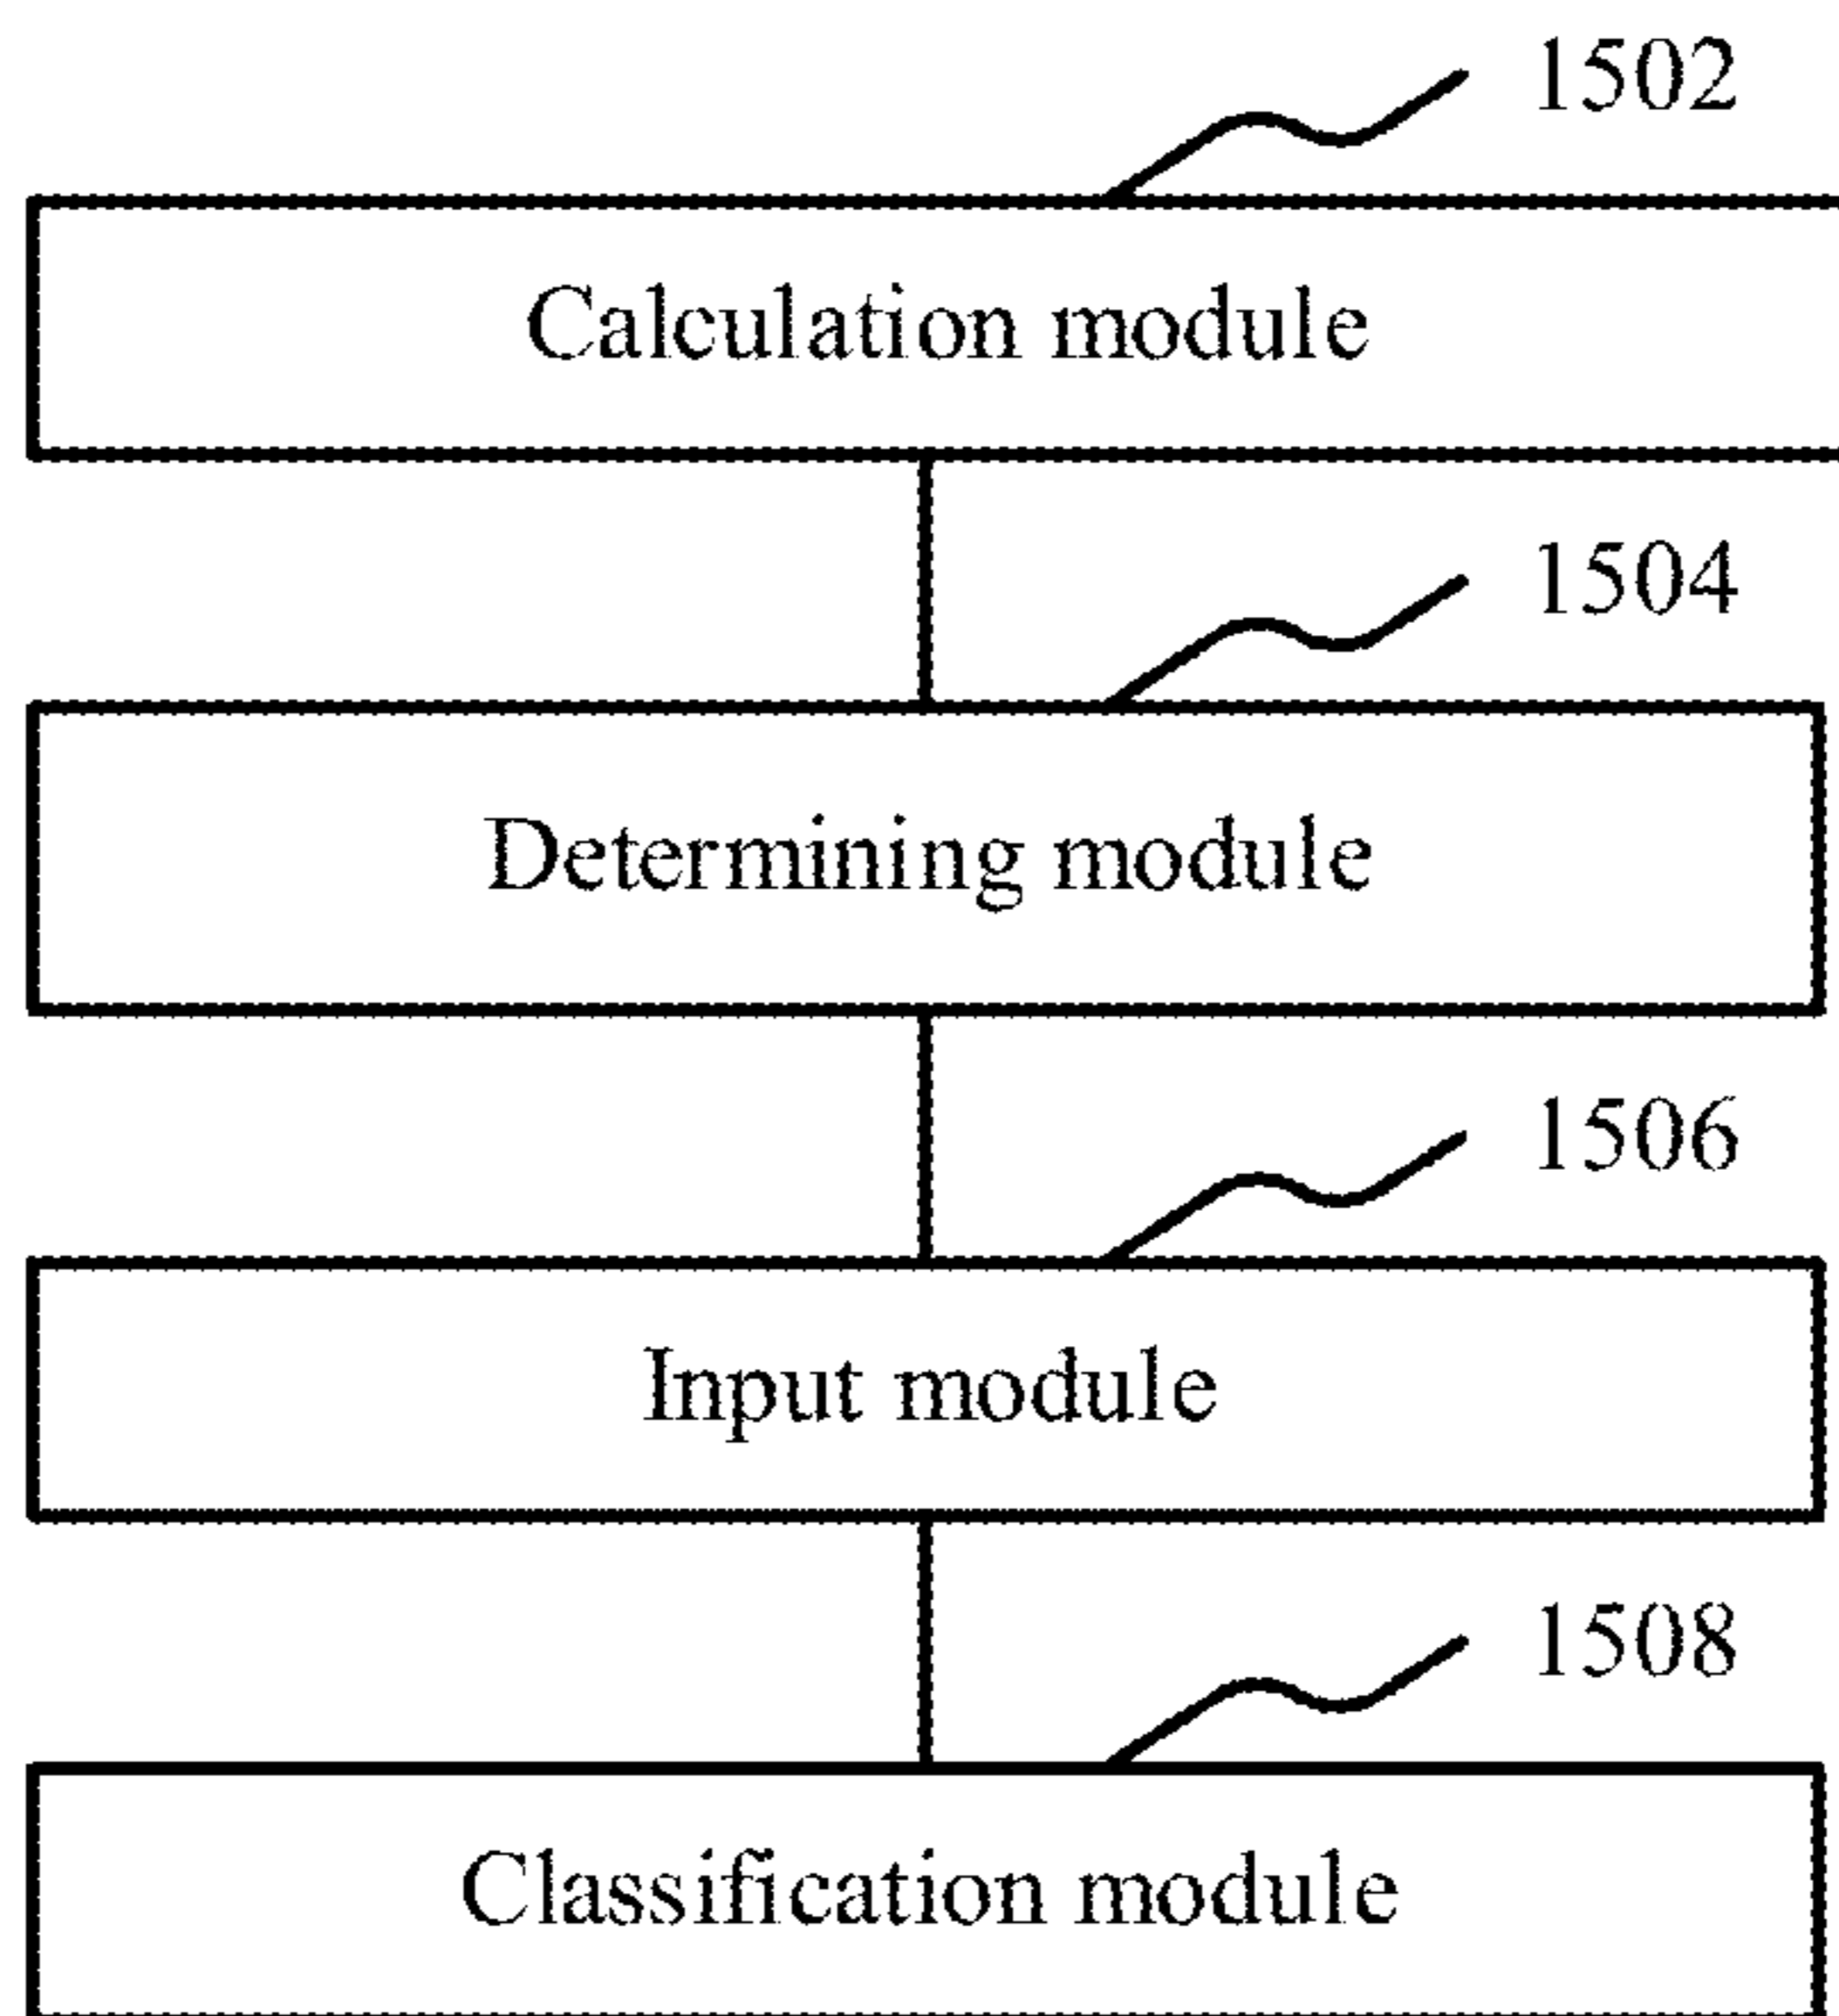 1502
Calculation module
1504
Determining module
1506
Input module
1508
Classification module